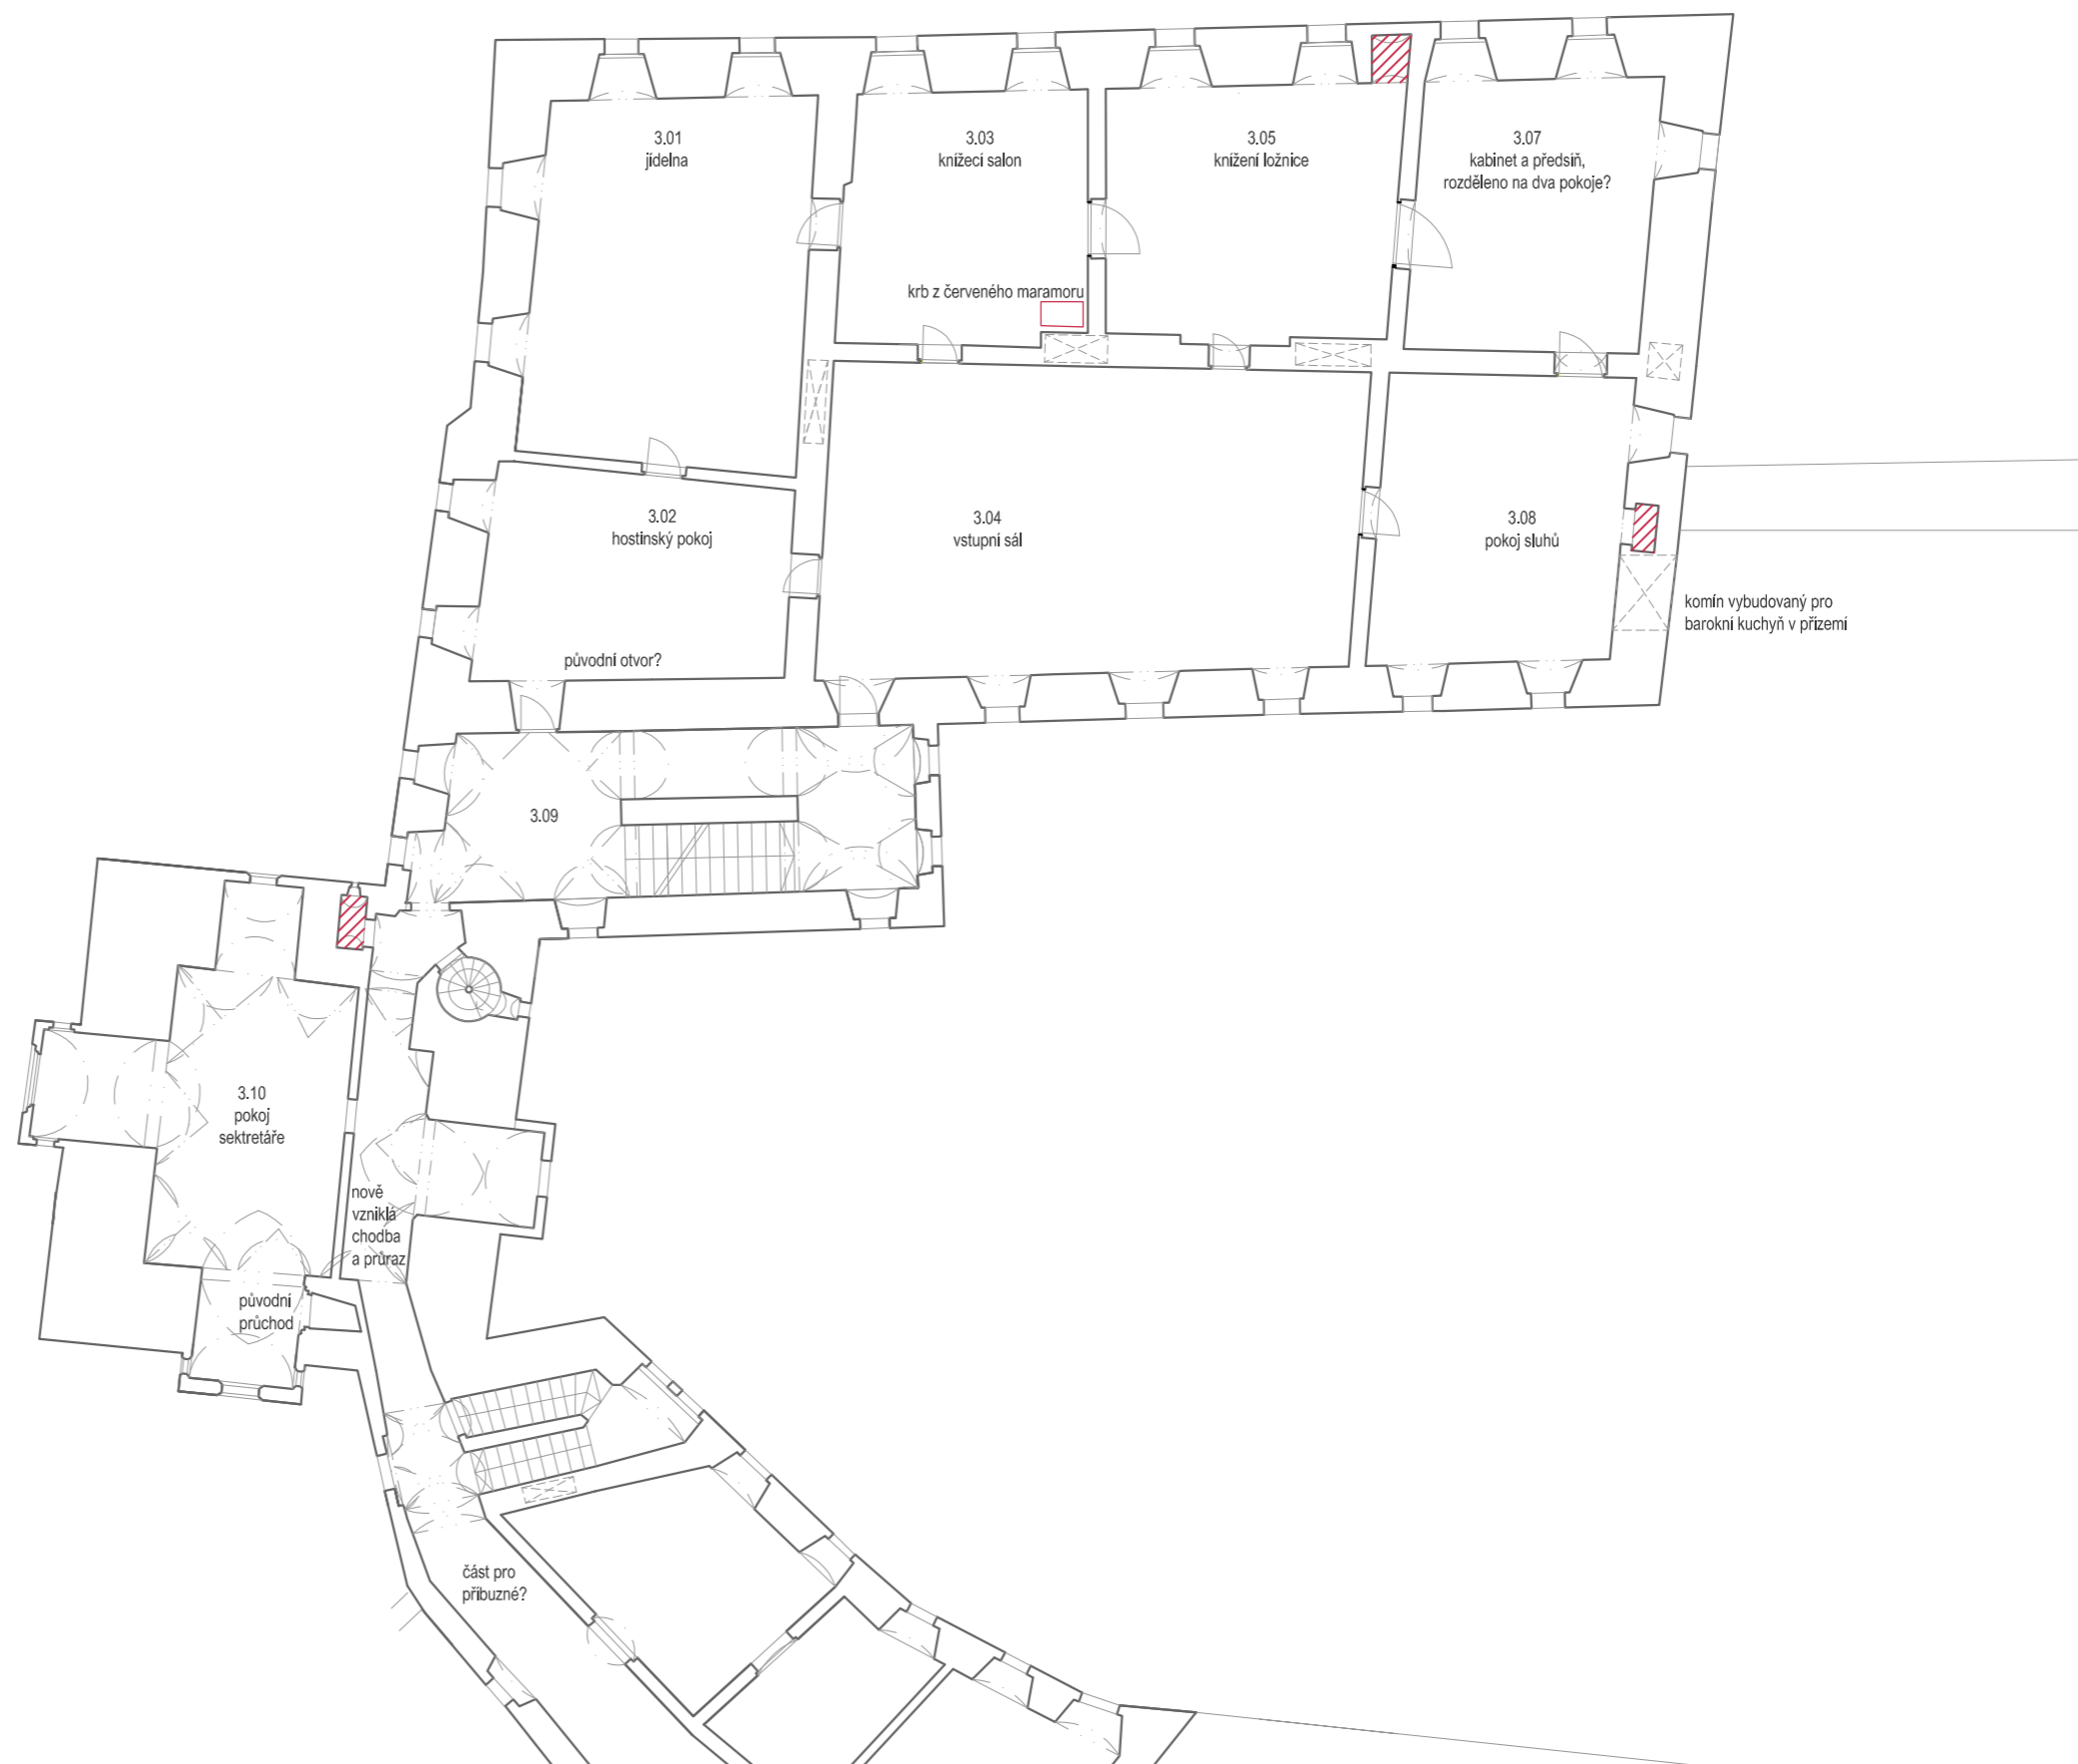 3.01
jídelna
3.03
knížecí salon
3.05
knížení ložnice
3.07
kabinet a předsíň,
rozděleno na dva pokoje?
krb z červeného maramoru
3.02
hostinský pokoj
3.04
vstupní sál
3.08
pokoj sluhů
komín vybudovaný pro
barokní kuchyň v přízemí
původní otvor?
3.09
3.10
pokoj
sektretáře
nově
vzniklá
chodba
a průraz
původní
průchod
část pro
příbuzné?